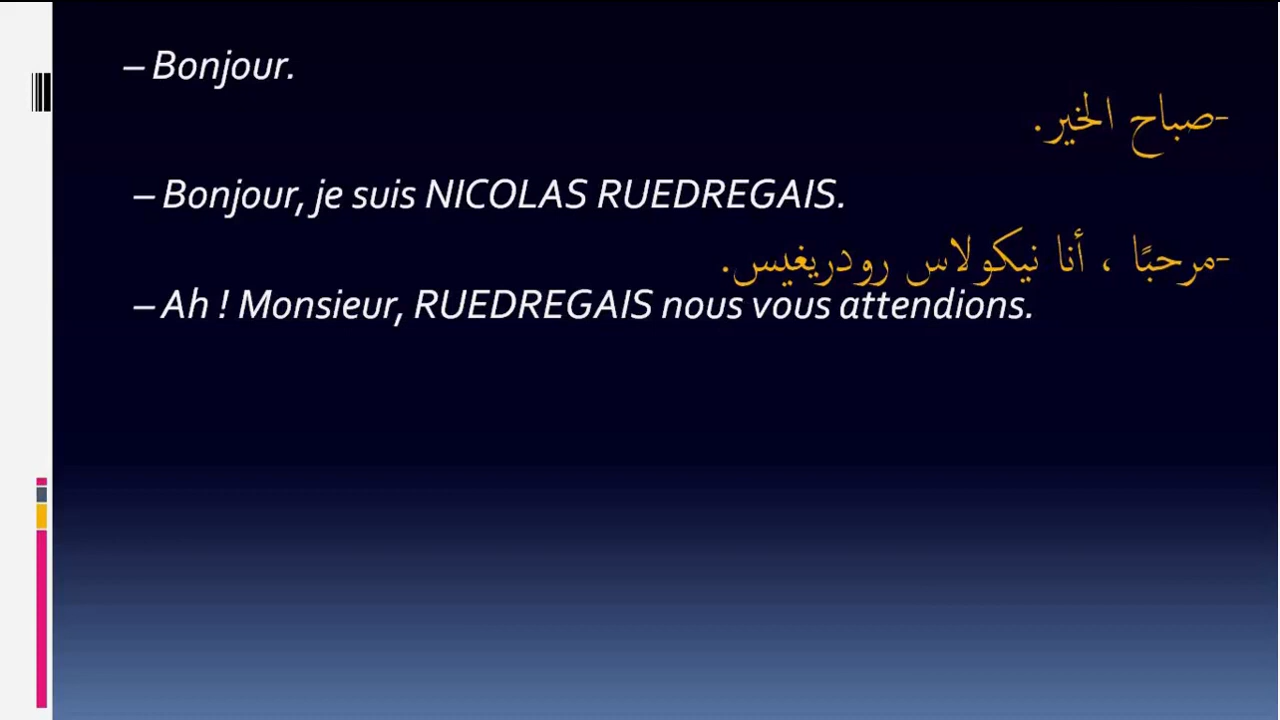 – Bonjour.
-صباح الخير.
– Bonjour, je suis NICOLAS RUEDREGAIS.
-مرحبًا ، أنا نيكولاس رودريغيس.
– Ah ! Monsieur, RUEDREGAIS nous vous attendions.